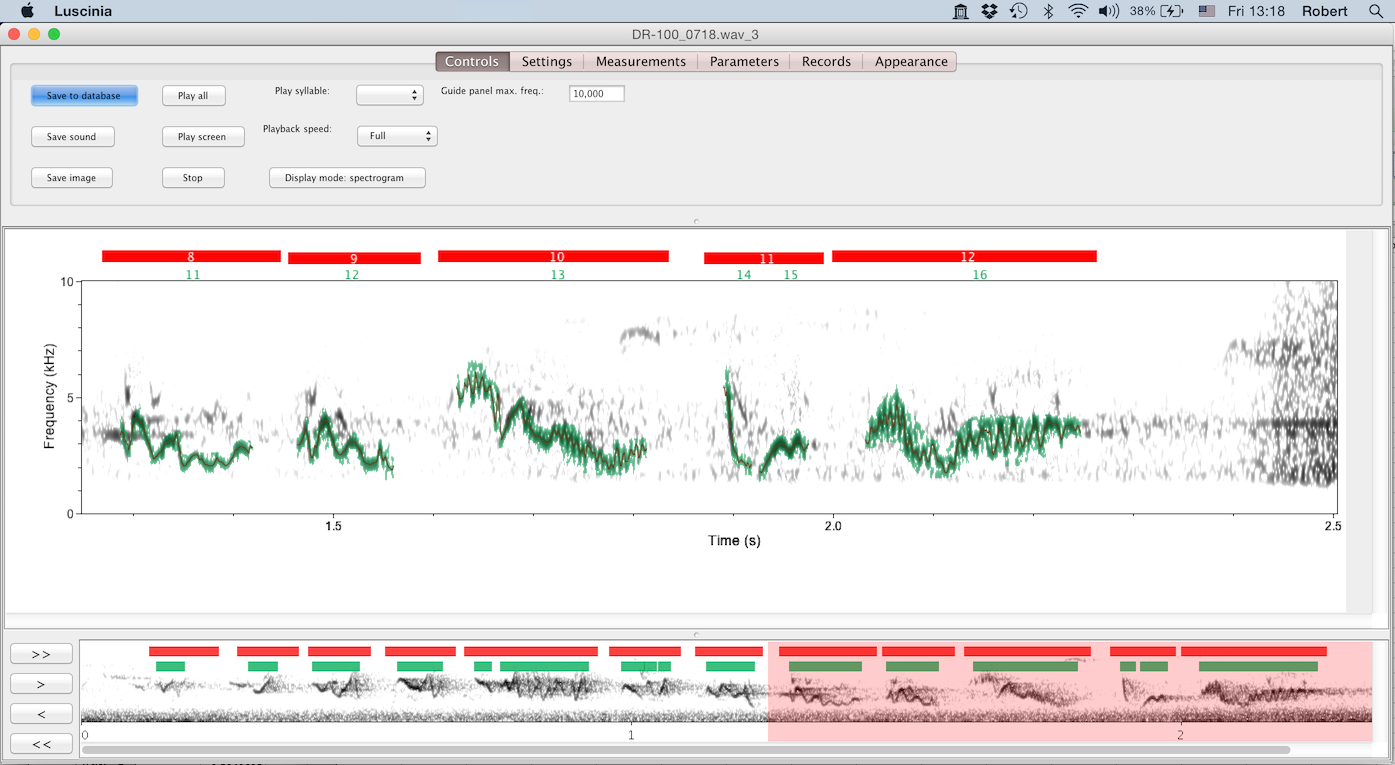 Luscinia 38% Fri 13:18 Robert
DR-100_0718.wav_3
Controls Settings Measurements Parameters Records Appearance
Save to database Play all Play syllable: Guide panel max. freq.: 10,000
Save sound Play screen Playback speed: Full
Save image Stop Display mode: spectrogram
8 9 10 11 12
11 12 13 14 15 16
10
5
0
Frequency (kHz)
1.5 2.0 2.5
Time (s)
>>
>
<
<<
0 1 2